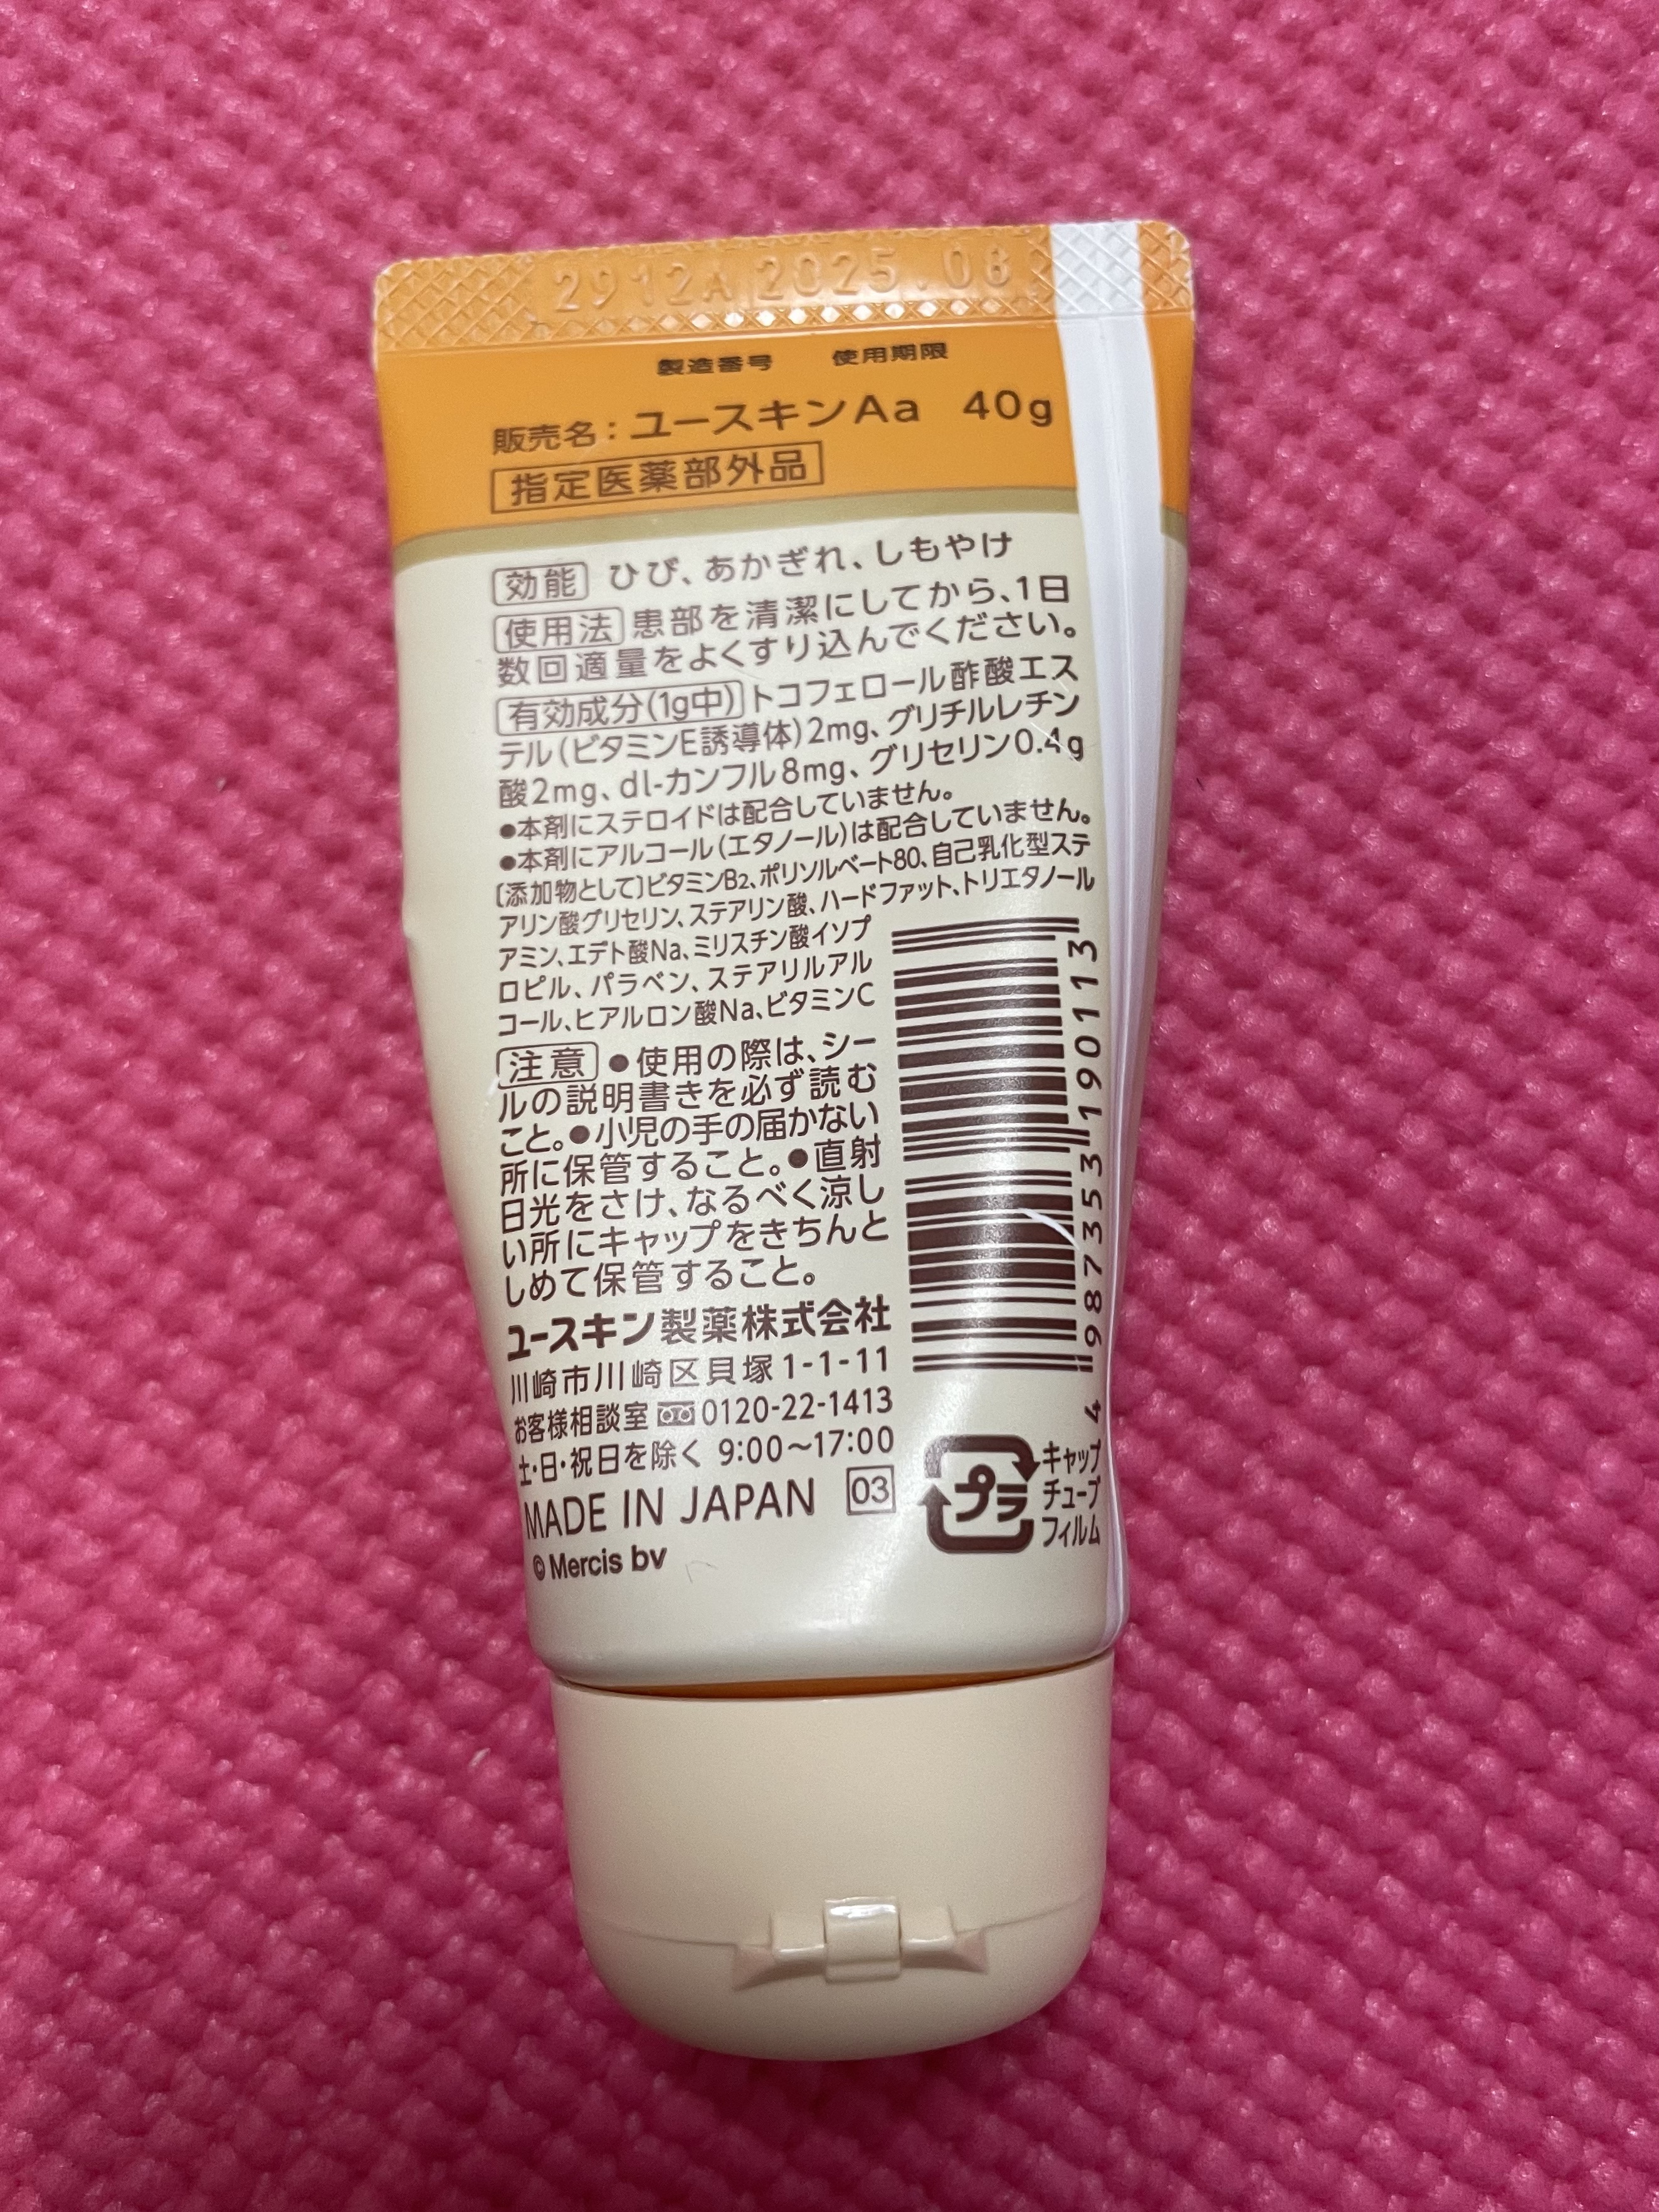 2912A 2025.08
製造番号 使用期限
販売名:ユースキンAa 40g
指定医薬部外品
効能 ひび、あかぎれ、しもやけ
使用法 患部を清潔にしてから、1日
数回適量をよくすり込んでください。
有効成分(1g中) トコフェロール酢酸エス
テル(ビタミンE誘導体)2mg、グリチルレチン
酸2mg、dl-カンフル8mg、グリセリン0.4g
●本剤にステロイドは配合していません。
●本剤にアルコール(エタノール)は配合していません。
〔添加物として〕ビタミンB2、ポリソルベート80、自己乳化型ステ
アリン酸グリセリン、ステアリン酸、ハードファット、トリエタノール
アミン、エデト酸Na、ミリスチン酸イソプ
ロピル、パラベン、ステアリルアル
コール、ヒアルロン酸Na、ビタミンC
注意 ●使用の際は、シー
ルの説明書きを必ず読む
こと。●小児の手の届かない
所に保管すること。●直射
日光をさけ、なるべく涼し
い所にキャップをきちんと
しめて保管すること。
ユースキン製薬株式会社
川崎市川崎区貝塚1-1-11
お客様相談室 0120-22-1413
土・日・祝日を除く 9:00～17:00
MADE IN JAPAN 03
© Mercis bv
4 987353 190113
プラ
キャップ
チューブ
フィルム